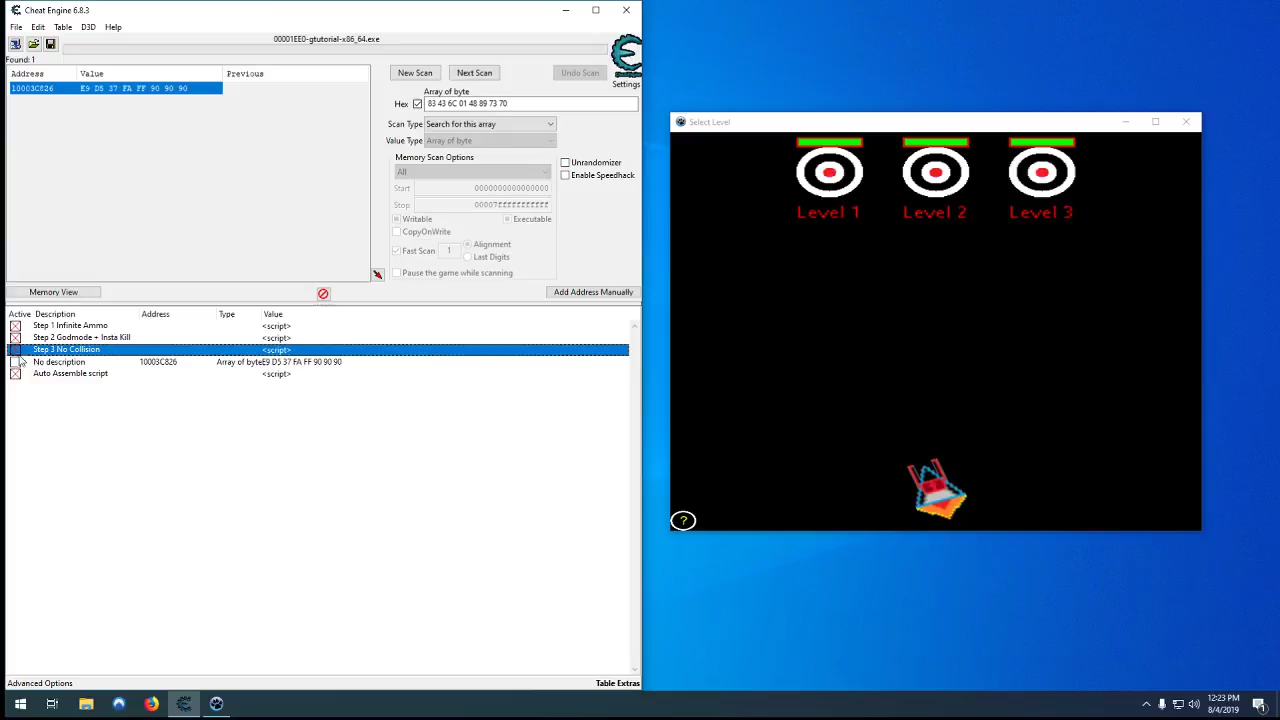 Cheat Engine 6.8.3
File Edit Table D3D Help
00001EE0-gtutorial-x86_64.exe
Found: 1
Address Value Previous
10003C826 E9 D5 37 FA FF 90 90 90
New Scan Next Scan Undo Scan
Settings
Array of byte
Hex 83 43 6C 01 48 89 73 70
Scan Type Search for this array
Value Type Array of byte
Memory Scan Options
All
Start 0000000000000000
Stop 00007fffffffffff
Writable Executable
CopyOnWrite
Fast Scan 1 Alignment
Last Digits
Pause the game while scanning
Unrandomizer
Enable Speedhack
Memory View Add Address Manually
Active Description Address Type Value
Step 1 Infinite Ammo <script>
Step 2 Godmode + Insta Kill <script>
Step 3 No Collision <script>
No description 10003C826 Array of byte E9 D5 37 FA FF 90 90 90
Auto Assemble script <script>
Advanced Options Table Extras
Select Level
Level 1 Level 2 Level 3
?
12:23 PM
8/4/2019
1